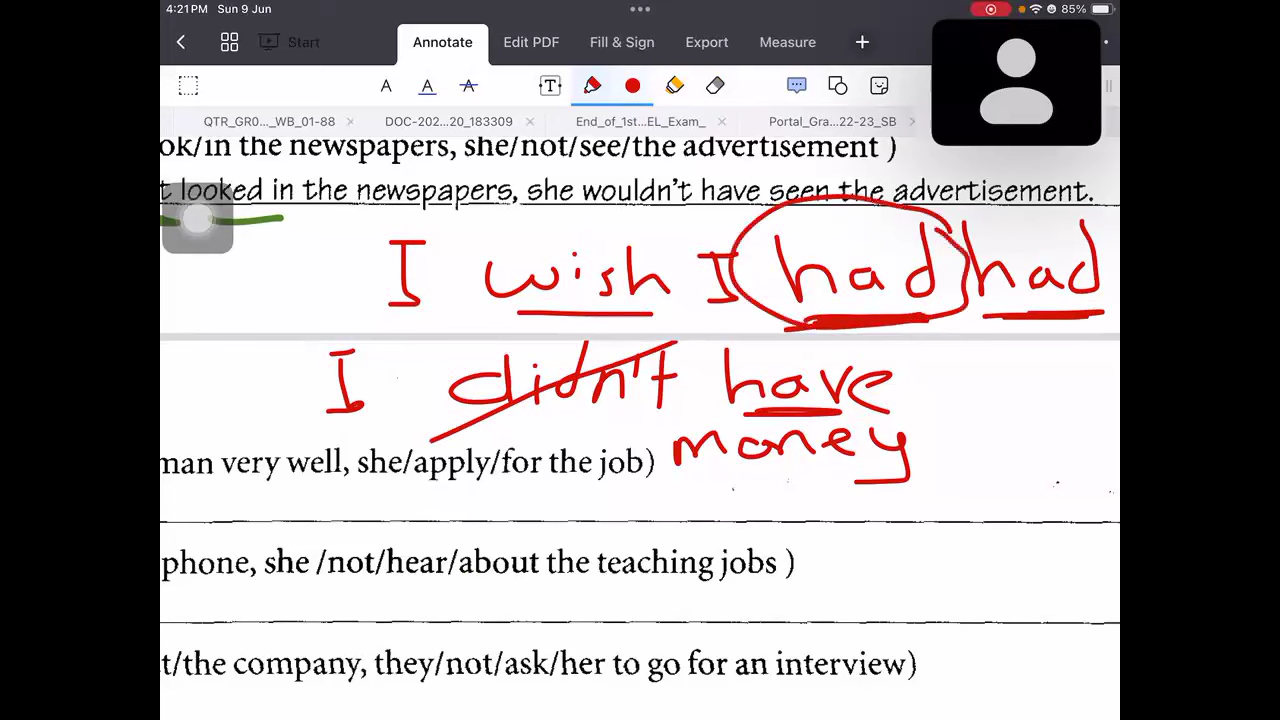 4:21PM Sun 9 Jun
85%
Start Annotate Edit PDF Fill & Sign Export Measure
QTR_GR0..._WB_01-88 DOC-202...20_183309 End_of_1st...EL_Exam_ Portal_Gra...22-23_SB
ok/in the newspapers, she/not/see/the advertisement )
t looked in the newspapers, she wouldn't have seen the advertisement.
I wish I had had
I didn't have
money
man very well, she/apply/for the job)
phone, she /not/hear/about the teaching jobs )
t/the company, they/not/ask/her to go for an interview)